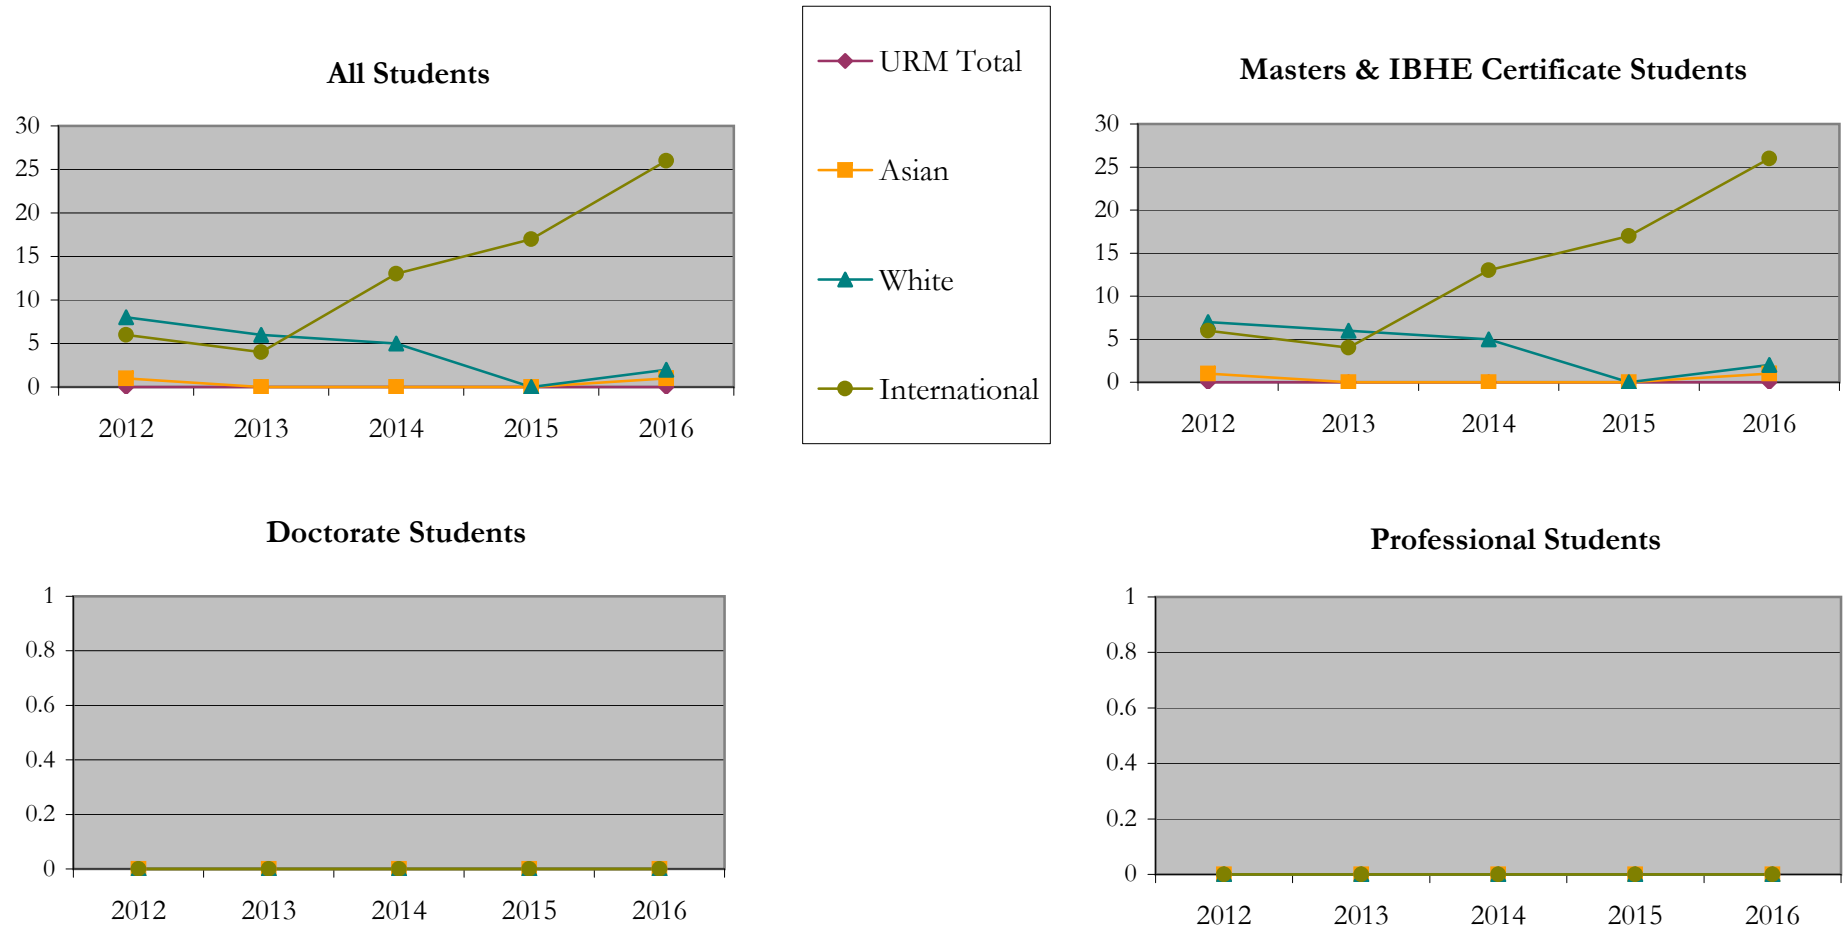 All Students
30
25
20
15
10
5
0
2012 2013 2014 2015 2016
URM Total
Asian
White
International
Masters & IBHE Certificate Students
30
25
20
15
10
5
0
2012 2013 2014 2015 2016
Doctorate Students
1
0.8
0.6
0.4
0.2
0
2012 2013 2014 2015 2016
Professional Students
1
0.8
0.6
0.4
0.2
0
2012 2013 2014 2015 2016